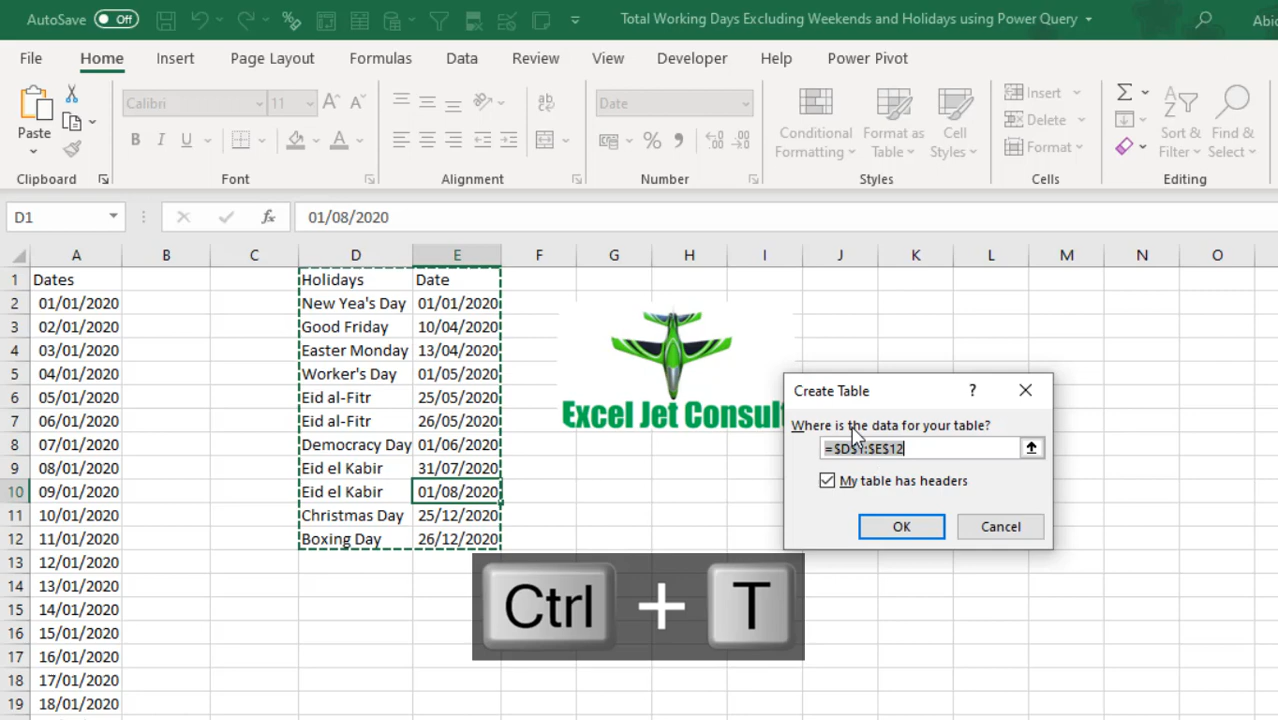 AutoSave Off Total Working Days Excluding Weekends and Holidays using Power Query Abio
File Home Insert Page Layout Formulas Data Review View Developer Help Power Pivot
Calibri 11 A A ab Date Σ Insert
Paste B I U A % 9 Conditional Format as Cell Delete Sort & Find &
Formatting Table Styles Format Filter Select
Clipboard Font Alignment Number Styles Cells Editing
D1 fx 01/08/2020
A B C D E F G H I J K L M N O
1 Dates Holidays Date
2 01/01/2020 New Yea's Day 01/01/2020
3 02/01/2020 Good Friday 10/04/2020
4 03/01/2020 Easter Monday 13/04/2020
5 04/01/2020 Worker's Day 01/05/2020
6 05/01/2020 Eid al-Fitr 25/05/2020
7 06/01/2020 Eid al-Fitr 26/05/2020
8 07/01/2020 Democracy Day 01/06/2020
9 08/01/2020 Eid el Kabir 31/07/2020
10 09/01/2020 Eid el Kabir 01/08/2020
11 10/01/2020 Christmas Day 25/12/2020
12 11/01/2020 Boxing Day 26/12/2020
13 12/01/2020
14 13/01/2020
15 14/01/2020
16 15/01/2020
17 16/01/2020
18 17/01/2020
19 18/01/2020
Excel Jet Consult
Create Table ?
Where is the data for your table?
=$D$1:$E$12
My table has headers
OK Cancel
Ctrl + T